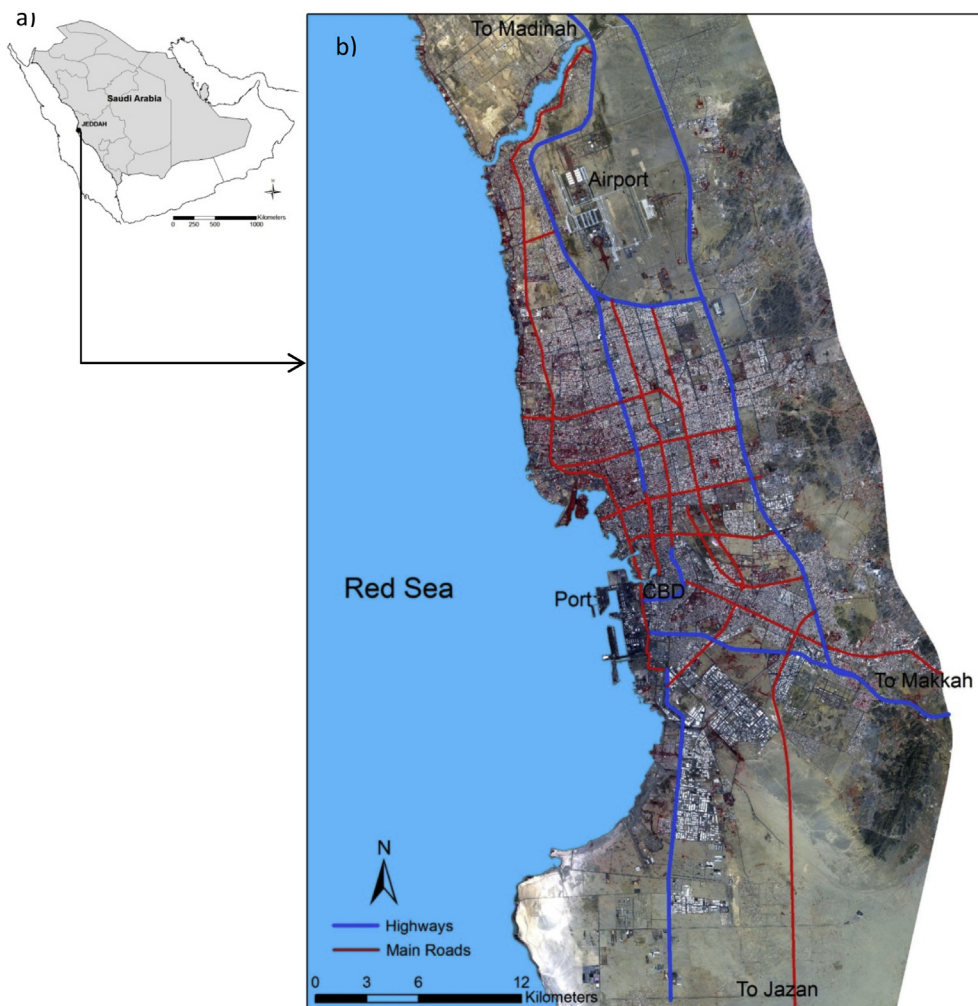 a)
Saudi Arabia
JEDDAH
N
Kilometers
0 250 500 1000
b)
To Madinah
Airport
Red Sea
Port
CBD
To Makkah
N
Highways
Main Roads
0 3 6 12
Kilometers
To Jazan